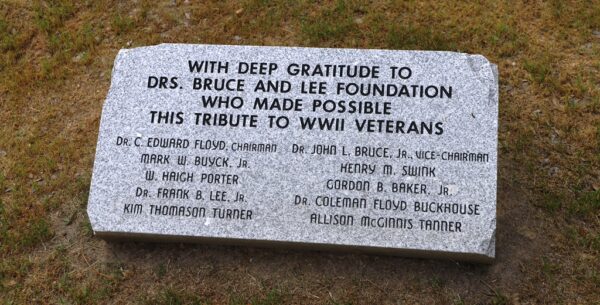 WITH DEEP GRATITUDE TO
DRS. BRUCE AND LEE FOUNDATION
WHO MADE POSSIBLE
THIS TRIBUTE TO WWII VETERANS
DR. C. EDWARD FLOYD, CHAIRMAN
MARK W. BUYCK, JR.
W. HAIGH PORTER
DR. FRANK B. LEE, JR.
KIM THOMASON TURNER
DR. JOHN L. BRUCE, JR., VICE-CHAIRMAN
HENRY M. SWINK
GORDON B. BAKER, JR.
DR. COLEMAN FLOYD BUCKHOUSE
ALLISON MCGINNIS TANNER